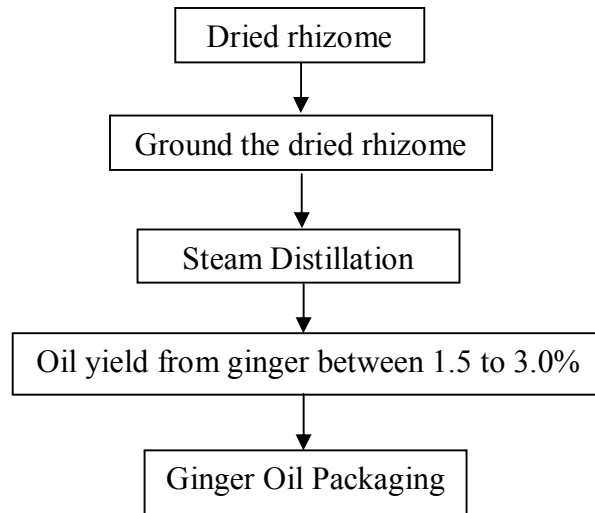 Dried rhizome
Ground the dried rhizome
Steam Distillation
Oil yield from ginger between 1.5 to 3.0%
Ginger Oil Packaging